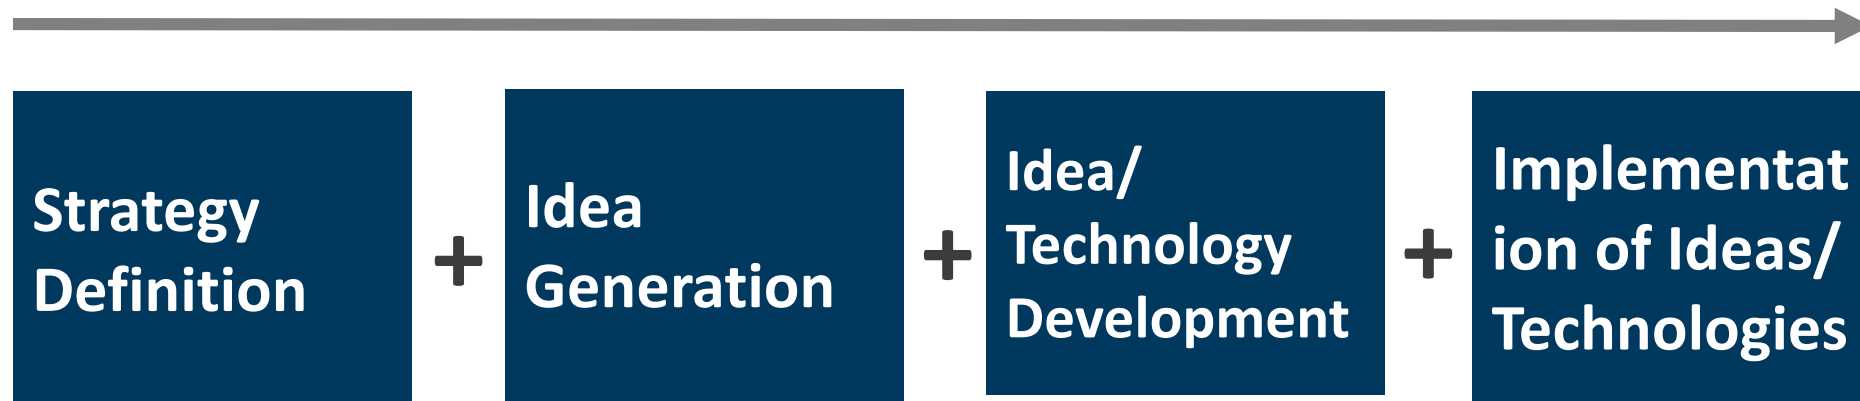 Strategy
Definition
+
Idea
Generation
+
Idea/
Technology
Development
+
Implementat
ion of Ideas/
Technologies